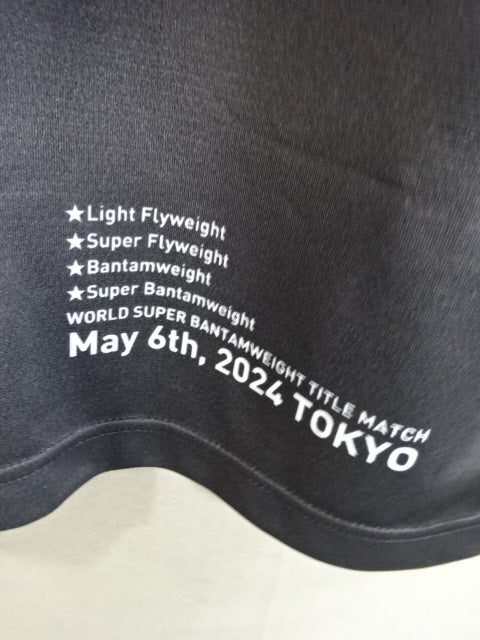 ★Light Flyweight
★Super Flyweight
★Bantamweight
★Super Bantamweight
WORLD SUPER BANTAMWEIGHT TITLE MATCH
May 6th, 2024 TOKYO